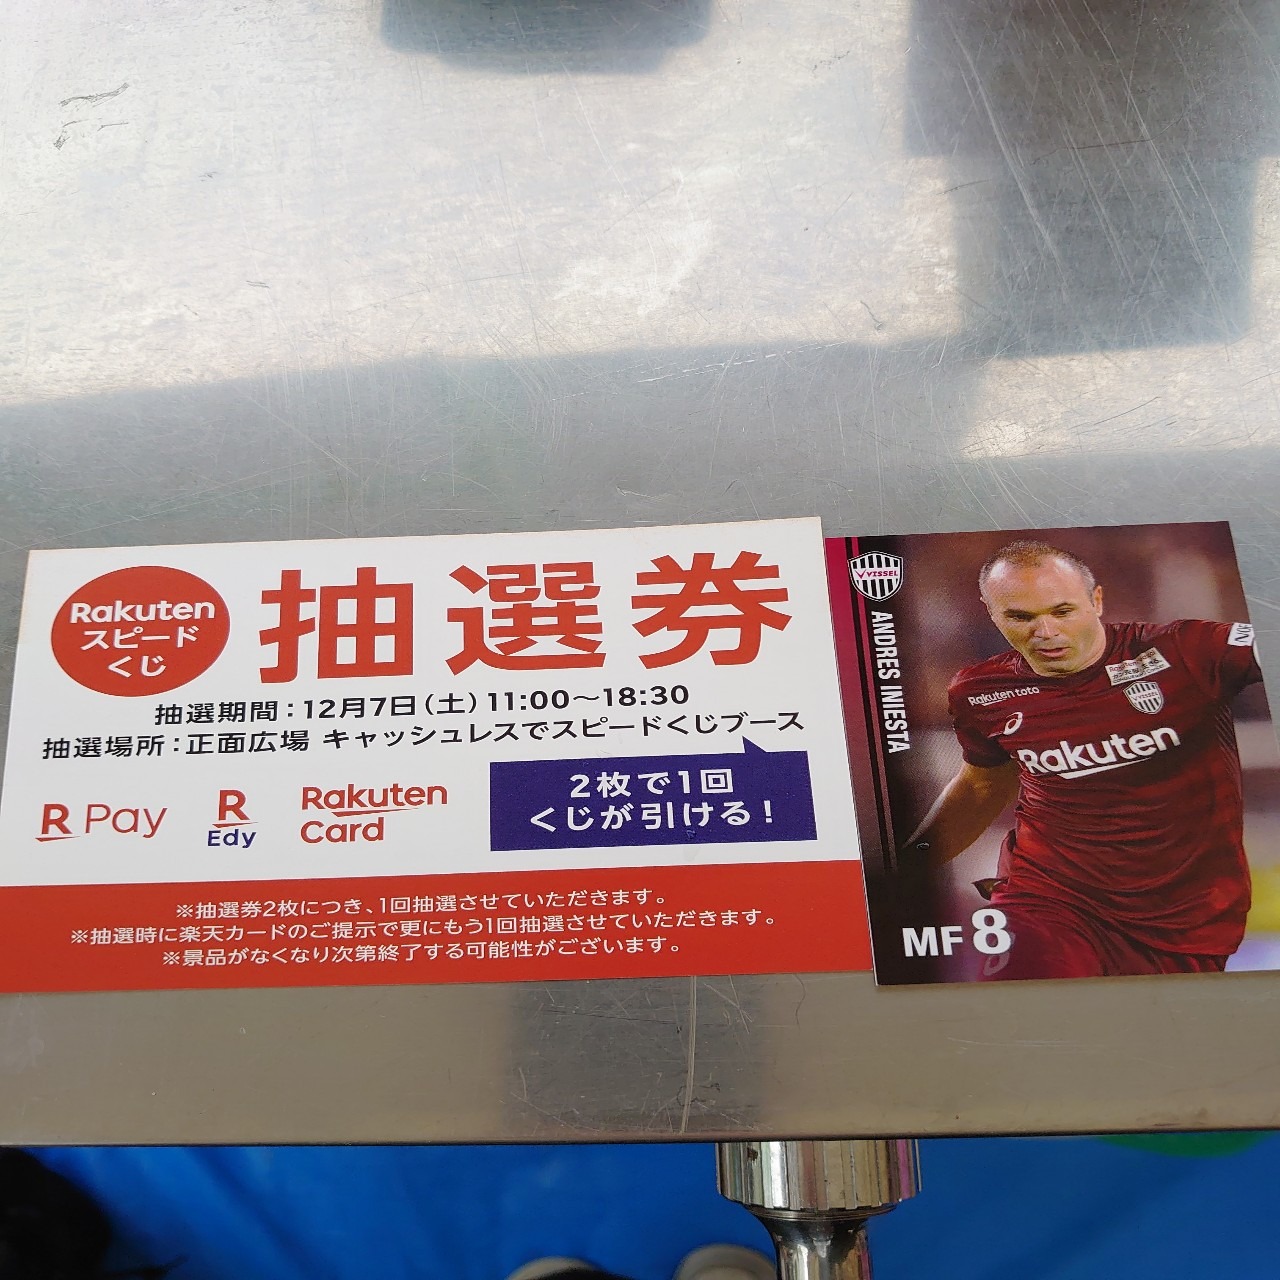 Rakuten
スピード
くじ
抽選券
抽選期間：12月7日（土）11:00〜18:30
抽選場所：正面広場 キャッシュレスでスピードくじブース
R Pay
R
Edy
Rakuten
Card
2枚で1回
くじが引ける！
※抽選券2枚につき、1回抽選させていただきます。
※抽選時に楽天カードのご提示で更にもう1回抽選させていただきます。
※景品がなくなり次第終了する可能性がございます。
VISSEL
ANDRES INIESTA
Rakuten toto
Rakuten
MF 8